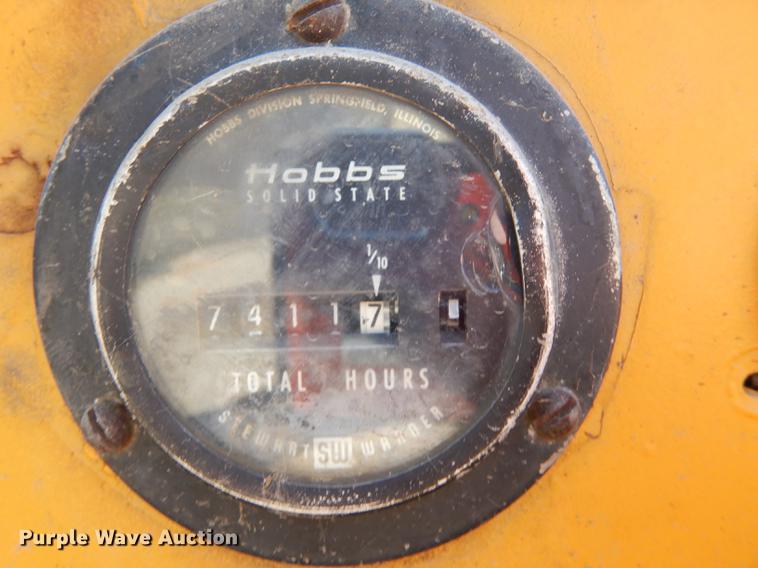 HOBBS DIVISION SPRINGFIELD, ILLINOIS
Hobbs
SOLID STATE
1/10
7 4 1 1 7
TOTAL HOURS
STEWART SW WARNER
Purple Wave Auction